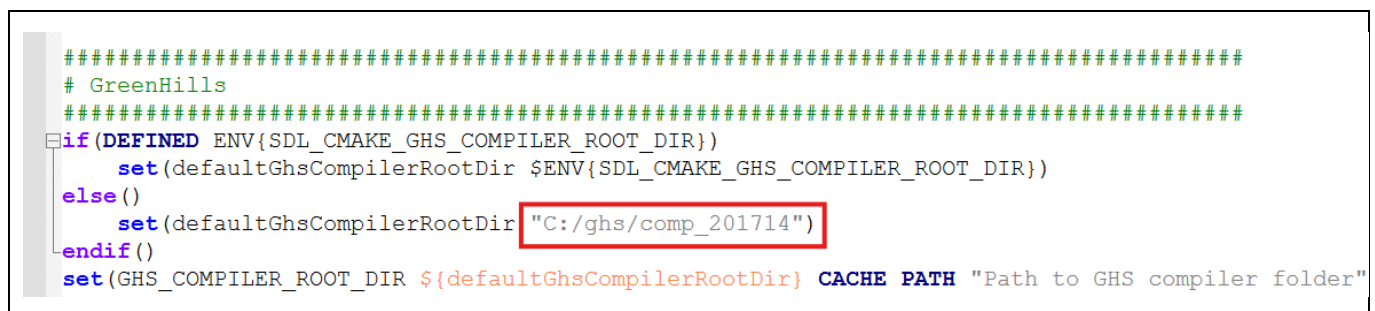 ######################################################################################
# GreenHills
######################################################################################
if(DEFINED ENV{SDL_CMAKE_GHS_COMPILER_ROOT_DIR})
    set(defaultGhsCompilerRootDir $ENV{SDL_CMAKE_GHS_COMPILER_ROOT_DIR})
else()
    set(defaultGhsCompilerRootDir "C:/ghs/comp_201714")
endif()
set(GHS_COMPILER_ROOT_DIR ${defaultGhsCompilerRootDir} CACHE PATH "Path to GHS compiler folder"